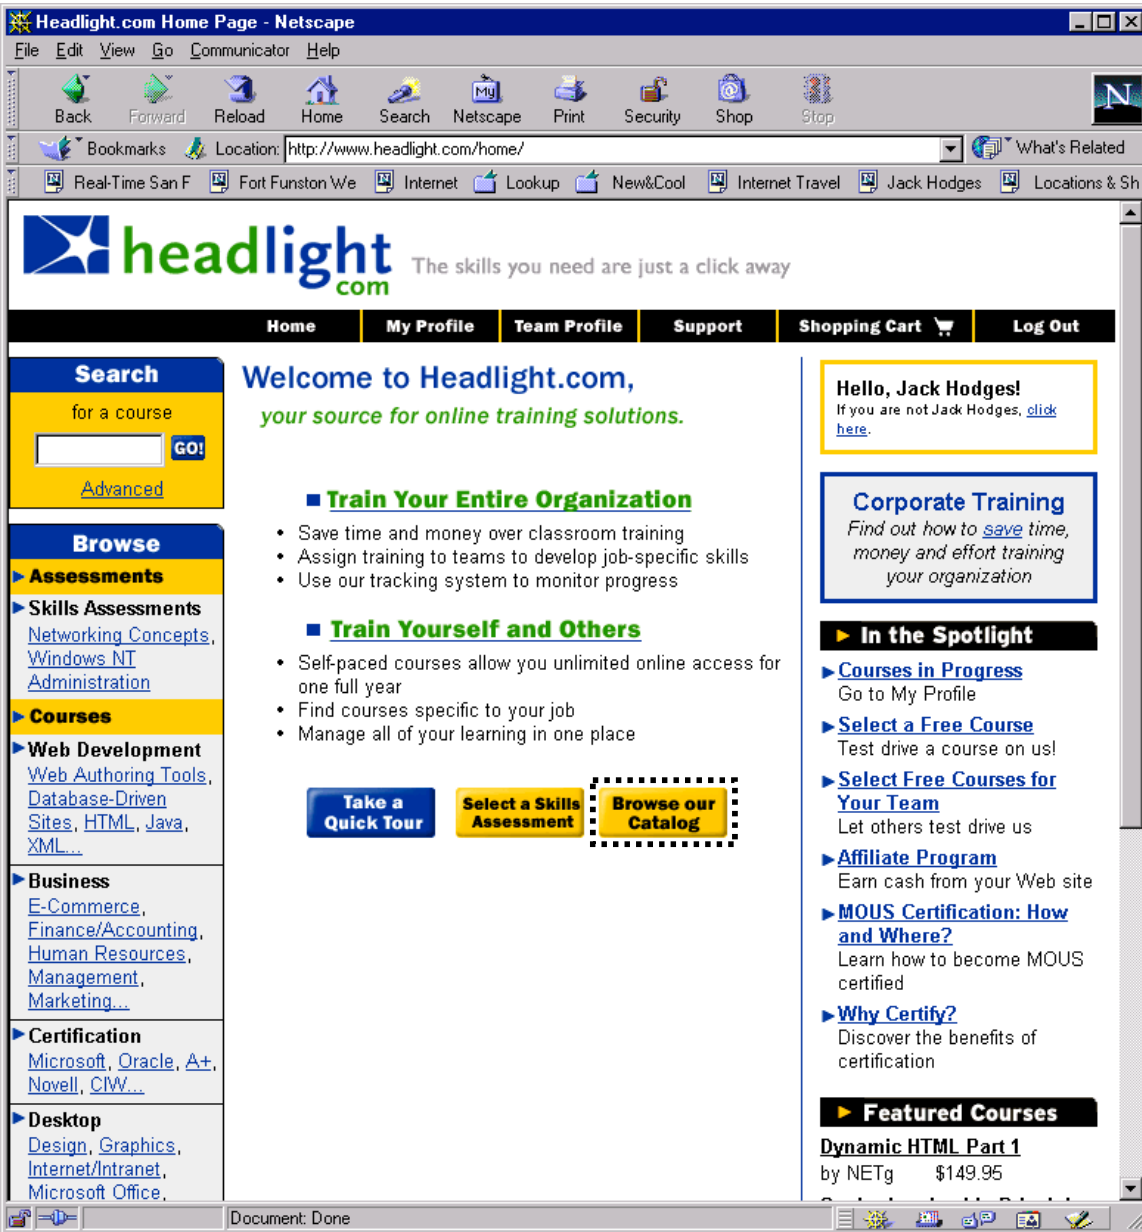 Headlight.com Home Page - Netscape
File Edit View Go Communicator Help
Back Forward Reload Home Search Netscape Print Security Shop Stop
My
N
Bookmarks Location: http://www.headlight.com/home/ What's Related
Real-Time San F Fort Funston We Internet Lookup New&Cool Internet Travel Jack Hodges Locations & Sh
headlight
com
The skills you need are just a click away
Home My Profile Team Profile Support Shopping Cart Log Out
Search
for a course
GO!
Advanced
Browse
Assessments
Skills Assessments
Networking Concepts,
Windows NT
Administration
Courses
Web Development
Web Authoring Tools,
Database-Driven
Sites, HTML, Java,
XML...
Business
E-Commerce,
Finance/Accounting,
Human Resources,
Management,
Marketing...
Certification
Microsoft, Oracle, A+,
Novell, CIW...
Desktop
Design, Graphics,
Internet/Intranet,
Microsoft Office,
Welcome to Headlight.com,
your source for online training solutions.
Train Your Entire Organization
• Save time and money over classroom training
• Assign training to teams to develop job-specific skills
• Use our tracking system to monitor progress
Train Yourself and Others
• Self-paced courses allow you unlimited online access for
one full year
• Find courses specific to your job
• Manage all of your learning in one place
Take a
Quick Tour
Select a Skills
Assessment
Browse our
Catalog
Hello, Jack Hodges!
If you are not Jack Hodges, click
here.
Corporate Training
Find out how to save time,
money and effort training
your organization
In the Spotlight
Courses in Progress
Go to My Profile
Select a Free Course
Test drive a course on us!
Select Free Courses for
Your Team
Let others test drive us
Affiliate Program
Earn cash from your Web site
MOUS Certification: How
and Where?
Learn how to become MOUS
certified
Why Certify?
Discover the benefits of
certification
Featured Courses
Dynamic HTML Part 1
by NETg $149.95
Document: Done